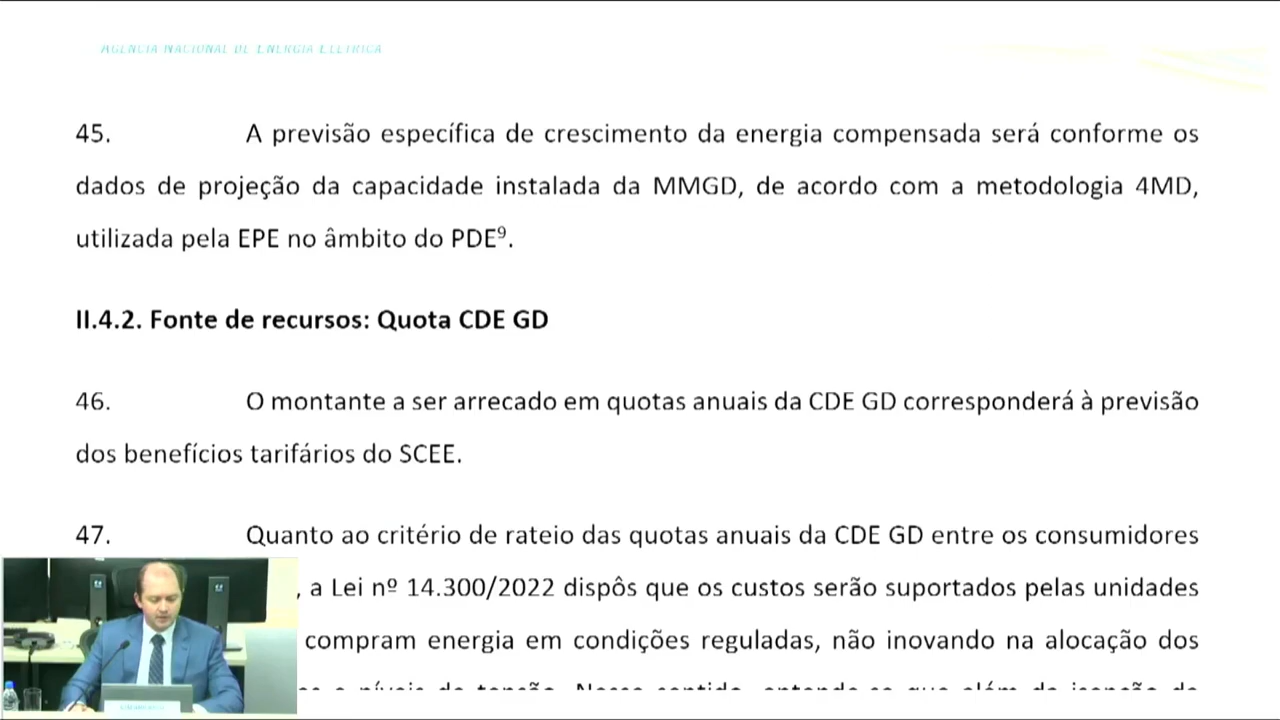 AGÊNCIA NACIONAL DE ENERGIA ELÉTRICA
45. A previsão específica de crescimento da energia compensada será conforme os
dados de projeção da capacidade instalada da MMGD, de acordo com a metodologia 4MD,
utilizada pela EPE no âmbito do PDE⁹.
II.4.2. Fonte de recursos: Quota CDE GD
46. O montante a ser arrecado em quotas anuais da CDE GD corresponderá à previsão
dos benefícios tarifários do SCEE.
47. Quanto ao critério de rateio das quotas anuais da CDE GD entre os consumidores
, a Lei nº 14.300/2022 dispôs que os custos serão suportados pelas unidades
compram energia em condições reguladas, não inovando na alocação dos